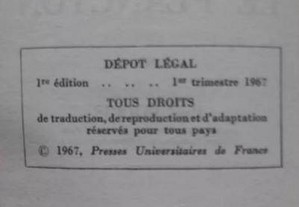 DÉPOT LÉGAL
1re édition .. .. .. 1er trimestre 1967
TOUS DROITS
de traduction, de reproduction et d'adaptation
réservés pour tous pays
© 1967, Presses Universitaires de France